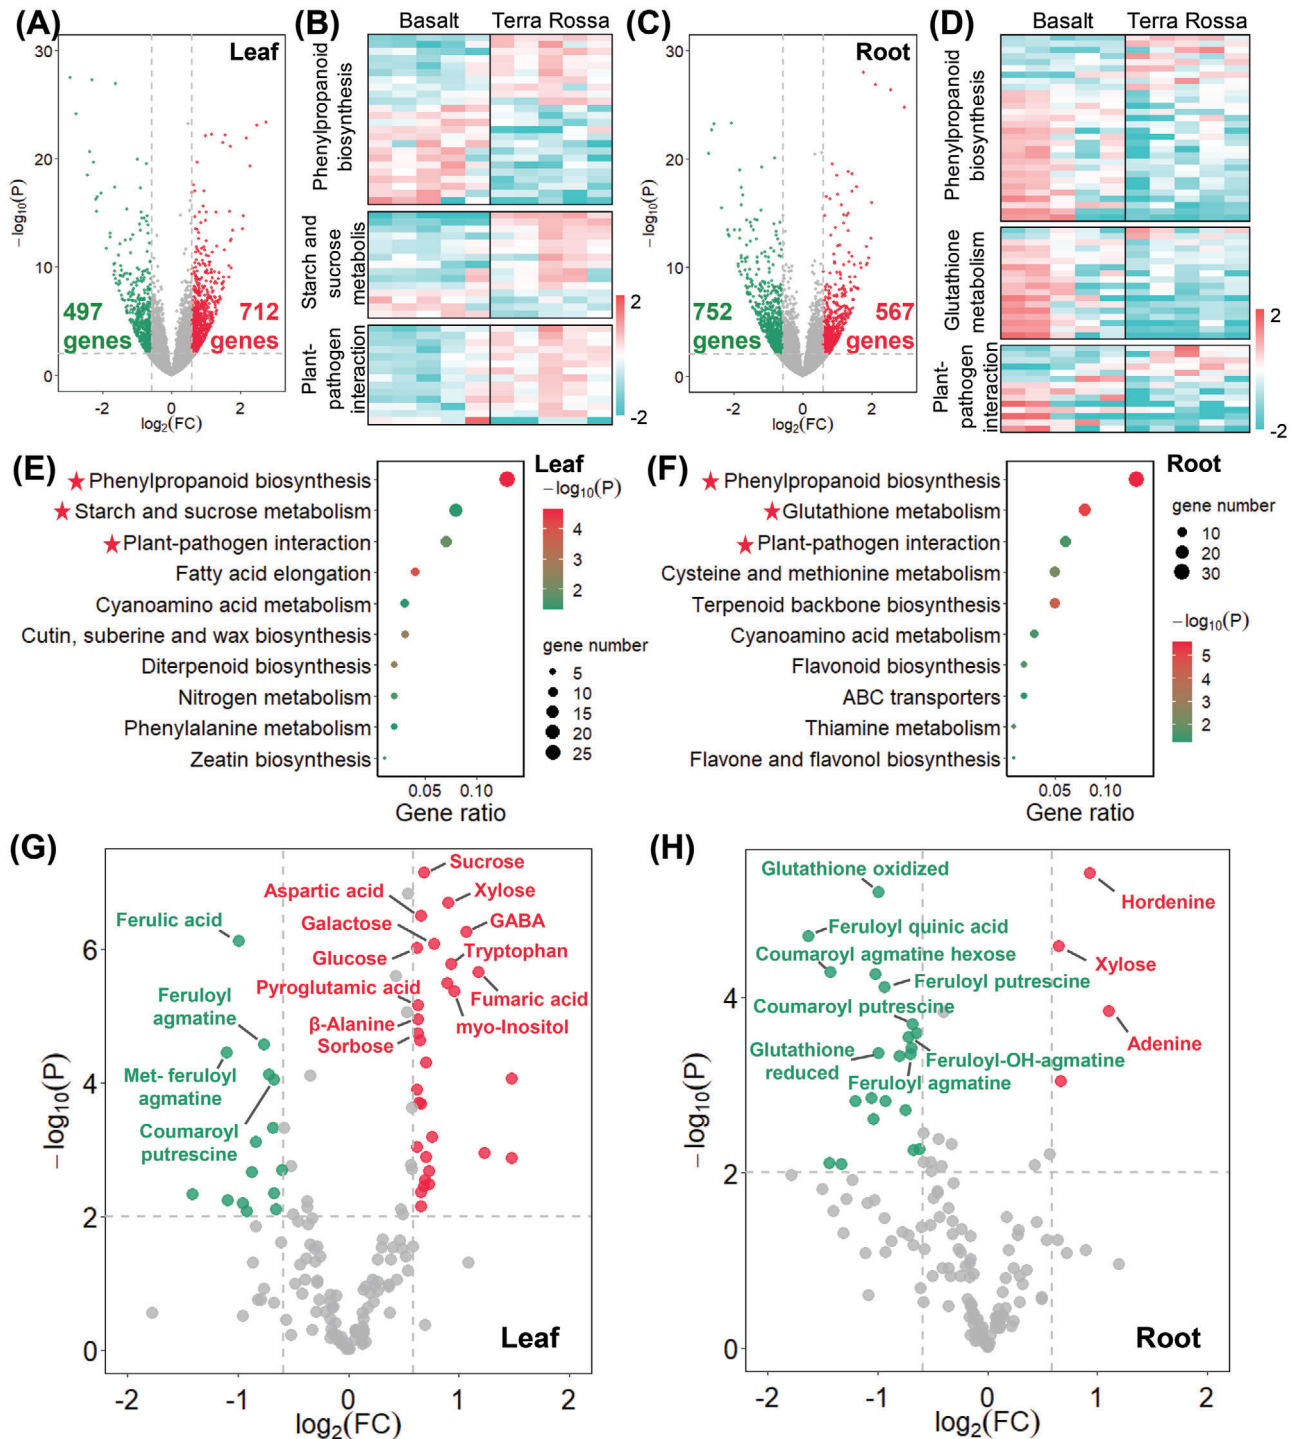 (A)
Leaf
30
20
10
0
−log10(P)
497
genes
712
genes
-2
0
2
log2(FC)
(B)
Basalt
Terra Rossa
Phenylpropanoid
biosynthesis
Starch and
sucrose
metabolis
Plant-
pathogen
interaction
2
-2
(C)
Root
30
20
10
0
−log10(P)
752
genes
567
genes
-2
0
2
log2(FC)
(D)
Basalt
Terra Rossa
Phenylpropanoid
biosynthesis
Glutathione
metabolism
Plant-
pathogen
interaction
2
-2
(E)
Leaf
Phenylpropanoid biosynthesis
Starch and sucrose metabolism
Plant-pathogen interaction
Fatty acid elongation
Cyanoamino acid metabolism
Cutin, suberine and wax biosynthesis
Diterpenoid biosynthesis
Nitrogen metabolism
Phenylalanine metabolism
Zeatin biosynthesis
0.05
0.10
Gene ratio
−log10(P)
4
3
2
gene number
5
10
15
20
25
(F)
Root
Phenylpropanoid biosynthesis
Glutathione metabolism
Plant-pathogen interaction
Cysteine and methionine metabolism
Terpenoid backbone biosynthesis
Cyanoamino acid metabolism
Flavonoid biosynthesis
ABC transporters
Thiamine metabolism
Flavone and flavonol biosynthesis
0.05
0.10
Gene ratio
gene number
10
20
30
−log10(P)
5
4
3
2
(G)
Sucrose
Aspartic acid
Xylose
Ferulic acid
Galactose
GABA
Glucose
Tryptophan
Feruloyl
agmatine
Pyroglutamic acid
Fumaric acid
β-Alanine
myo-Inositol
Sorbose
Met- feruloyl
agmatine
Coumaroyl
putrescine
6
4
2
0
−log10(P)
Leaf
-2
-1
0
1
2
log2(FC)
(H)
Glutathione oxidized
Hordenine
Feruloyl quinic acid
Coumaroyl agmatine hexose
Xylose
Feruloyl putrescine
Coumaroyl putrescine
Adenine
Glutathione
reduced
Feruloyl-OH-agmatine
Feruloyl agmatine
4
2
0
−log10(P)
Root
-2
-1
0
1
2
log2(FC)